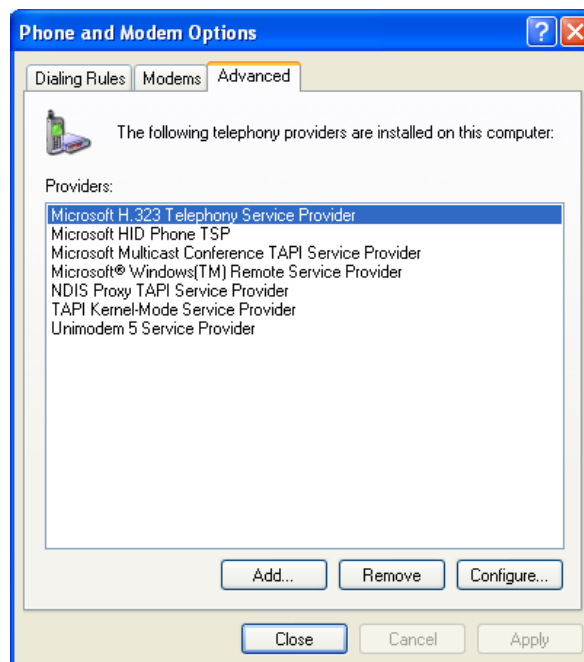 Phone and Modem Options
Dialing Rules Modems Advanced
The following telephony providers are installed on this computer:
Providers:
Microsoft H.323 Telephony Service Provider
Microsoft HID Phone TSP
Microsoft Multicast Conference TAPI Service Provider
Microsoft® Windows(TM) Remote Service Provider
NDIS Proxy TAPI Service Provider
TAPI Kernel-Mode Service Provider
Unimodem 5 Service Provider
Add... Remove Configure...
Close Cancel Apply